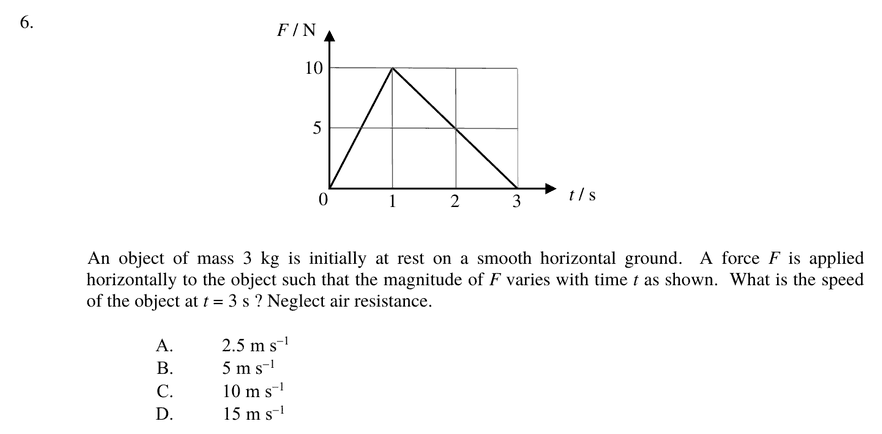 6.
F / N
10
5
0 1 2 3 t / s
An object of mass 3 kg is initially at rest on a smooth horizontal ground. A force F is applied
horizontally to the object such that the magnitude of F varies with time t as shown. What is the speed
of the object at t = 3 s ? Neglect air resistance.
A. 2.5 m s⁻¹
B. 5 m s⁻¹
C. 10 m s⁻¹
D. 15 m s⁻¹